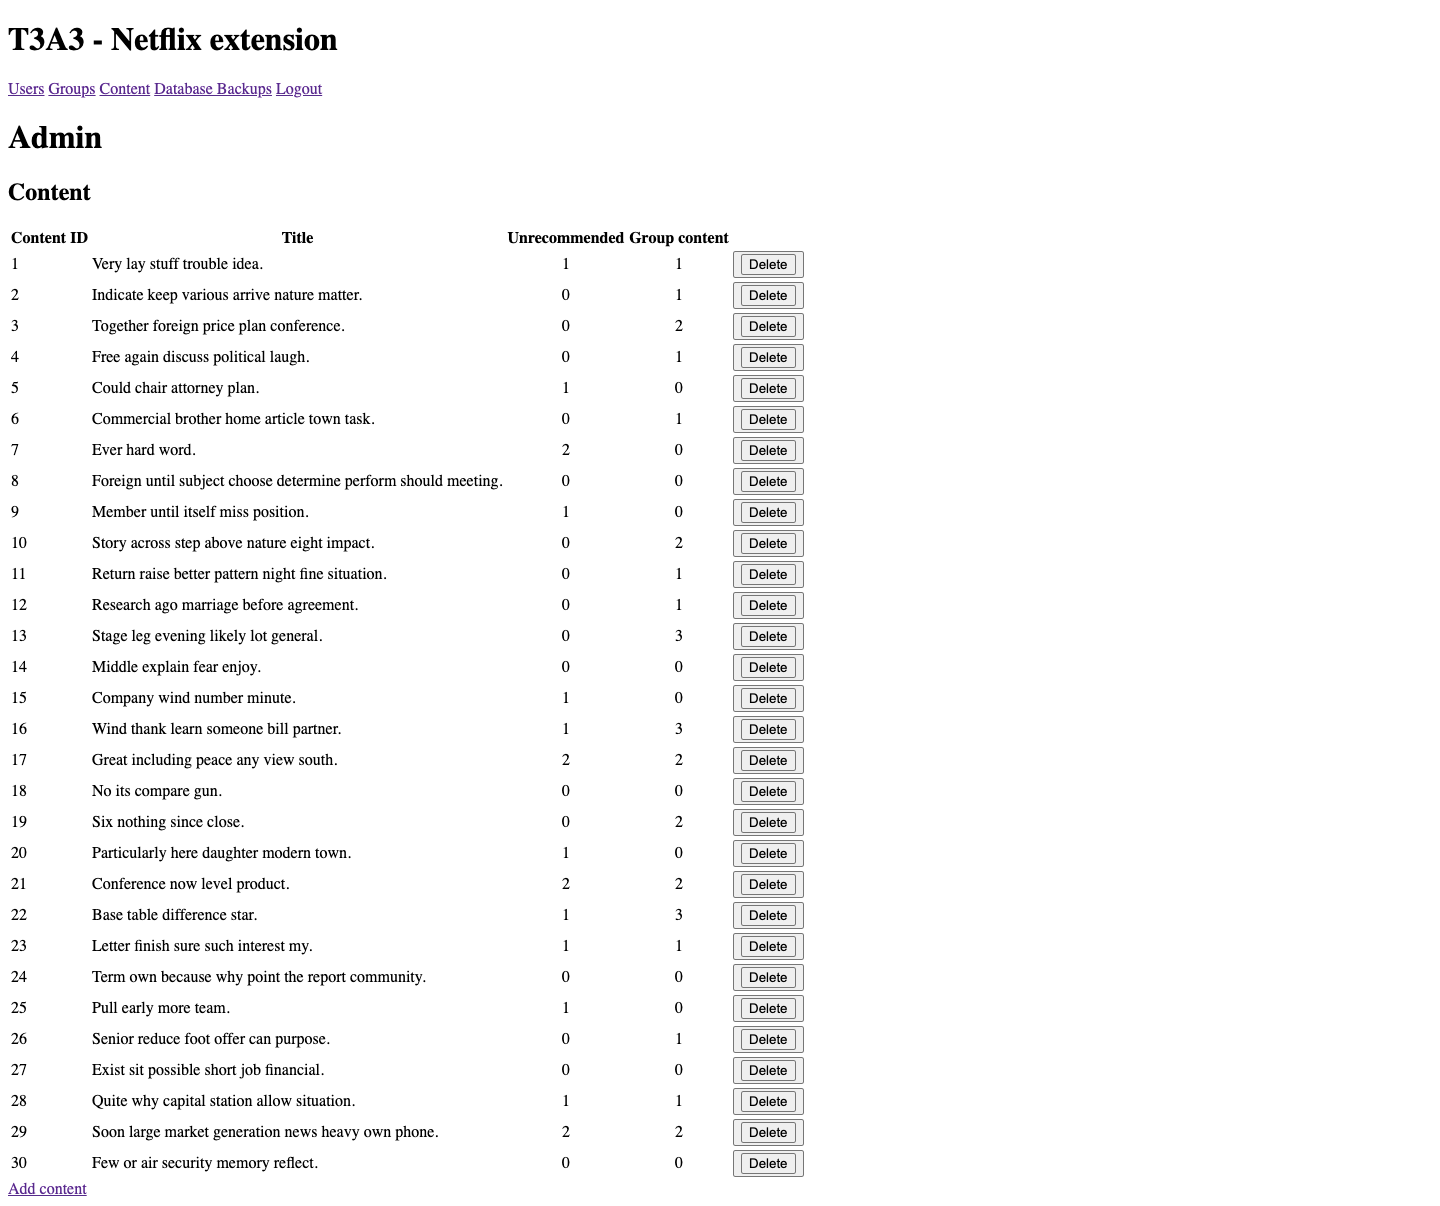 T3A3 - Netflix extension
Users Groups Content Database Backups Logout
Admin
Content
Content ID Title Unrecommended Group content
1 Very lay stuff trouble idea. 1 1 Delete
2 Indicate keep various arrive nature matter. 0 1 Delete
3 Together foreign price plan conference. 0 2 Delete
4 Free again discuss political laugh. 0 1 Delete
5 Could chair attorney plan. 1 0 Delete
6 Commercial brother home article town task. 0 1 Delete
7 Ever hard word. 2 0 Delete
8 Foreign until subject choose determine perform should meeting. 0 0 Delete
9 Member until itself miss position. 1 0 Delete
10 Story across step above nature eight impact. 0 2 Delete
11 Return raise better pattern night fine situation. 0 1 Delete
12 Research ago marriage before agreement. 0 1 Delete
13 Stage leg evening likely lot general. 0 3 Delete
14 Middle explain fear enjoy. 0 0 Delete
15 Company wind number minute. 1 0 Delete
16 Wind thank learn someone bill partner. 1 3 Delete
17 Great including peace any view south. 2 2 Delete
18 No its compare gun. 0 0 Delete
19 Six nothing since close. 0 2 Delete
20 Particularly here daughter modern town. 1 0 Delete
21 Conference now level product. 2 2 Delete
22 Base table difference star. 1 3 Delete
23 Letter finish sure such interest my. 1 1 Delete
24 Term own because why point the report community. 0 0 Delete
25 Pull early more team. 1 0 Delete
26 Senior reduce foot offer can purpose. 0 1 Delete
27 Exist sit possible short job financial. 0 0 Delete
28 Quite why capital station allow situation. 1 1 Delete
29 Soon large market generation news heavy own phone. 2 2 Delete
30 Few or air security memory reflect. 0 0 Delete
Add content